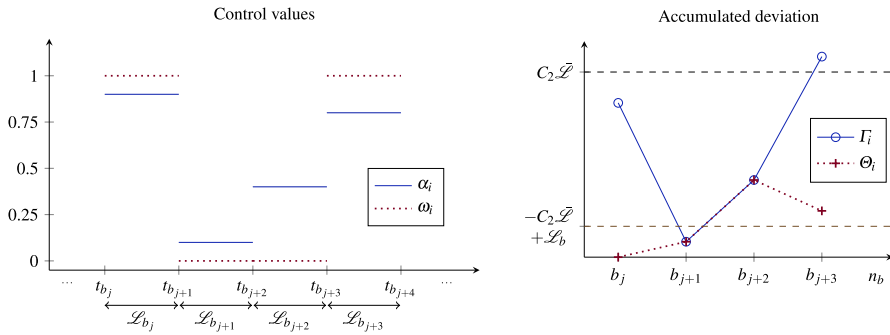 Control values
1
0.75
0.5
0.25
0
α_i
ω_i
... t_{b_j} t_{b_{j+1}} t_{b_{j+2}} t_{b_{j+3}} t_{b_{j+4}} ...
ℒ_{b_j} ℒ_{b_{j+1}} ℒ_{b_{j+2}} ℒ_{b_{j+3}}
Accumulated deviation
C₂ℒ̄
−C₂ℒ̄
+ℒ_b
Γ_i
Θ_i
b_j b_{j+1} b_{j+2} b_{j+3} n_b